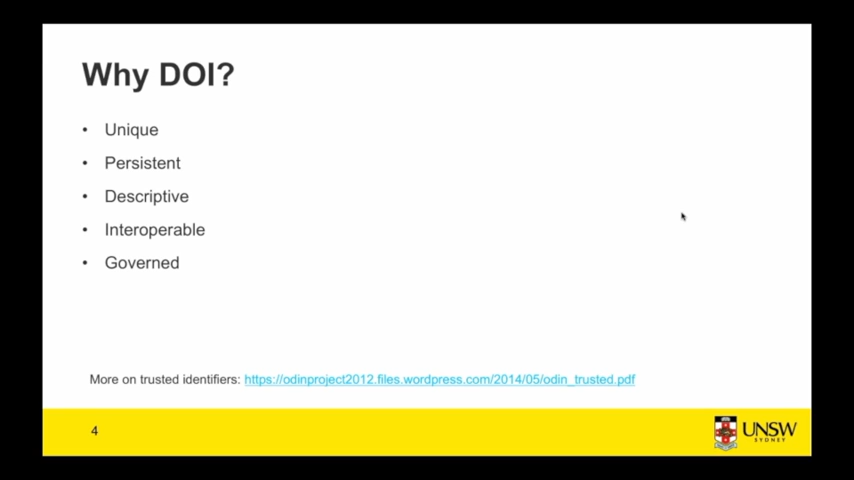 Why DOI?
• Unique
• Persistent
• Descriptive
• Interoperable
• Governed
More on trusted identifiers: https://odinproject2012.files.wordpress.com/2014/05/odin_trusted.pdf
4
UNSW
SYDNEY